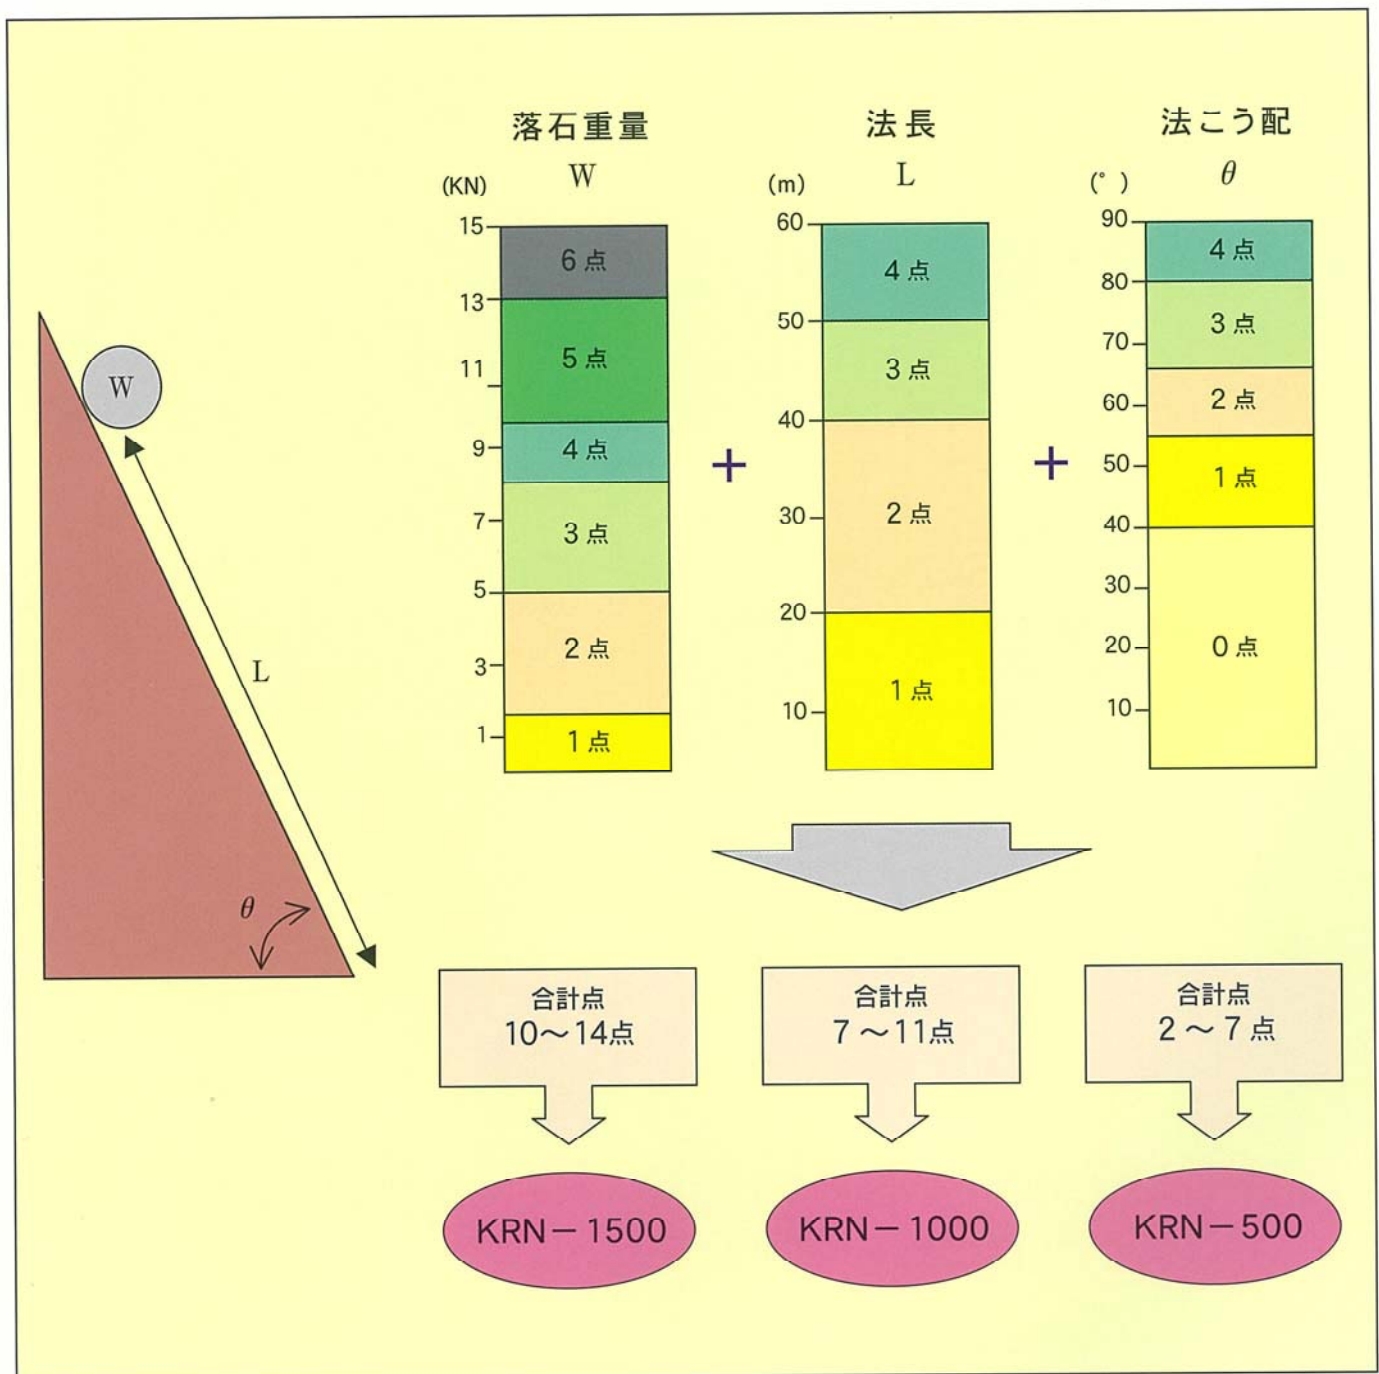 落石重量
W
(KN)
15
13
11
9
7
5
3
1
6点
5点
4点
3点
2点
1点
+
法長
L
(m)
60
50
40
30
20
10
4点
3点
2点
1点
+
法こう配
θ
(°)
90
80
70
60
50
40
30
20
10
4点
3点
2点
1点
0点
W
L
θ
合計点
10～14点
合計点
7～11点
合計点
2～7点
KRN－1500
KRN－1000
KRN－500